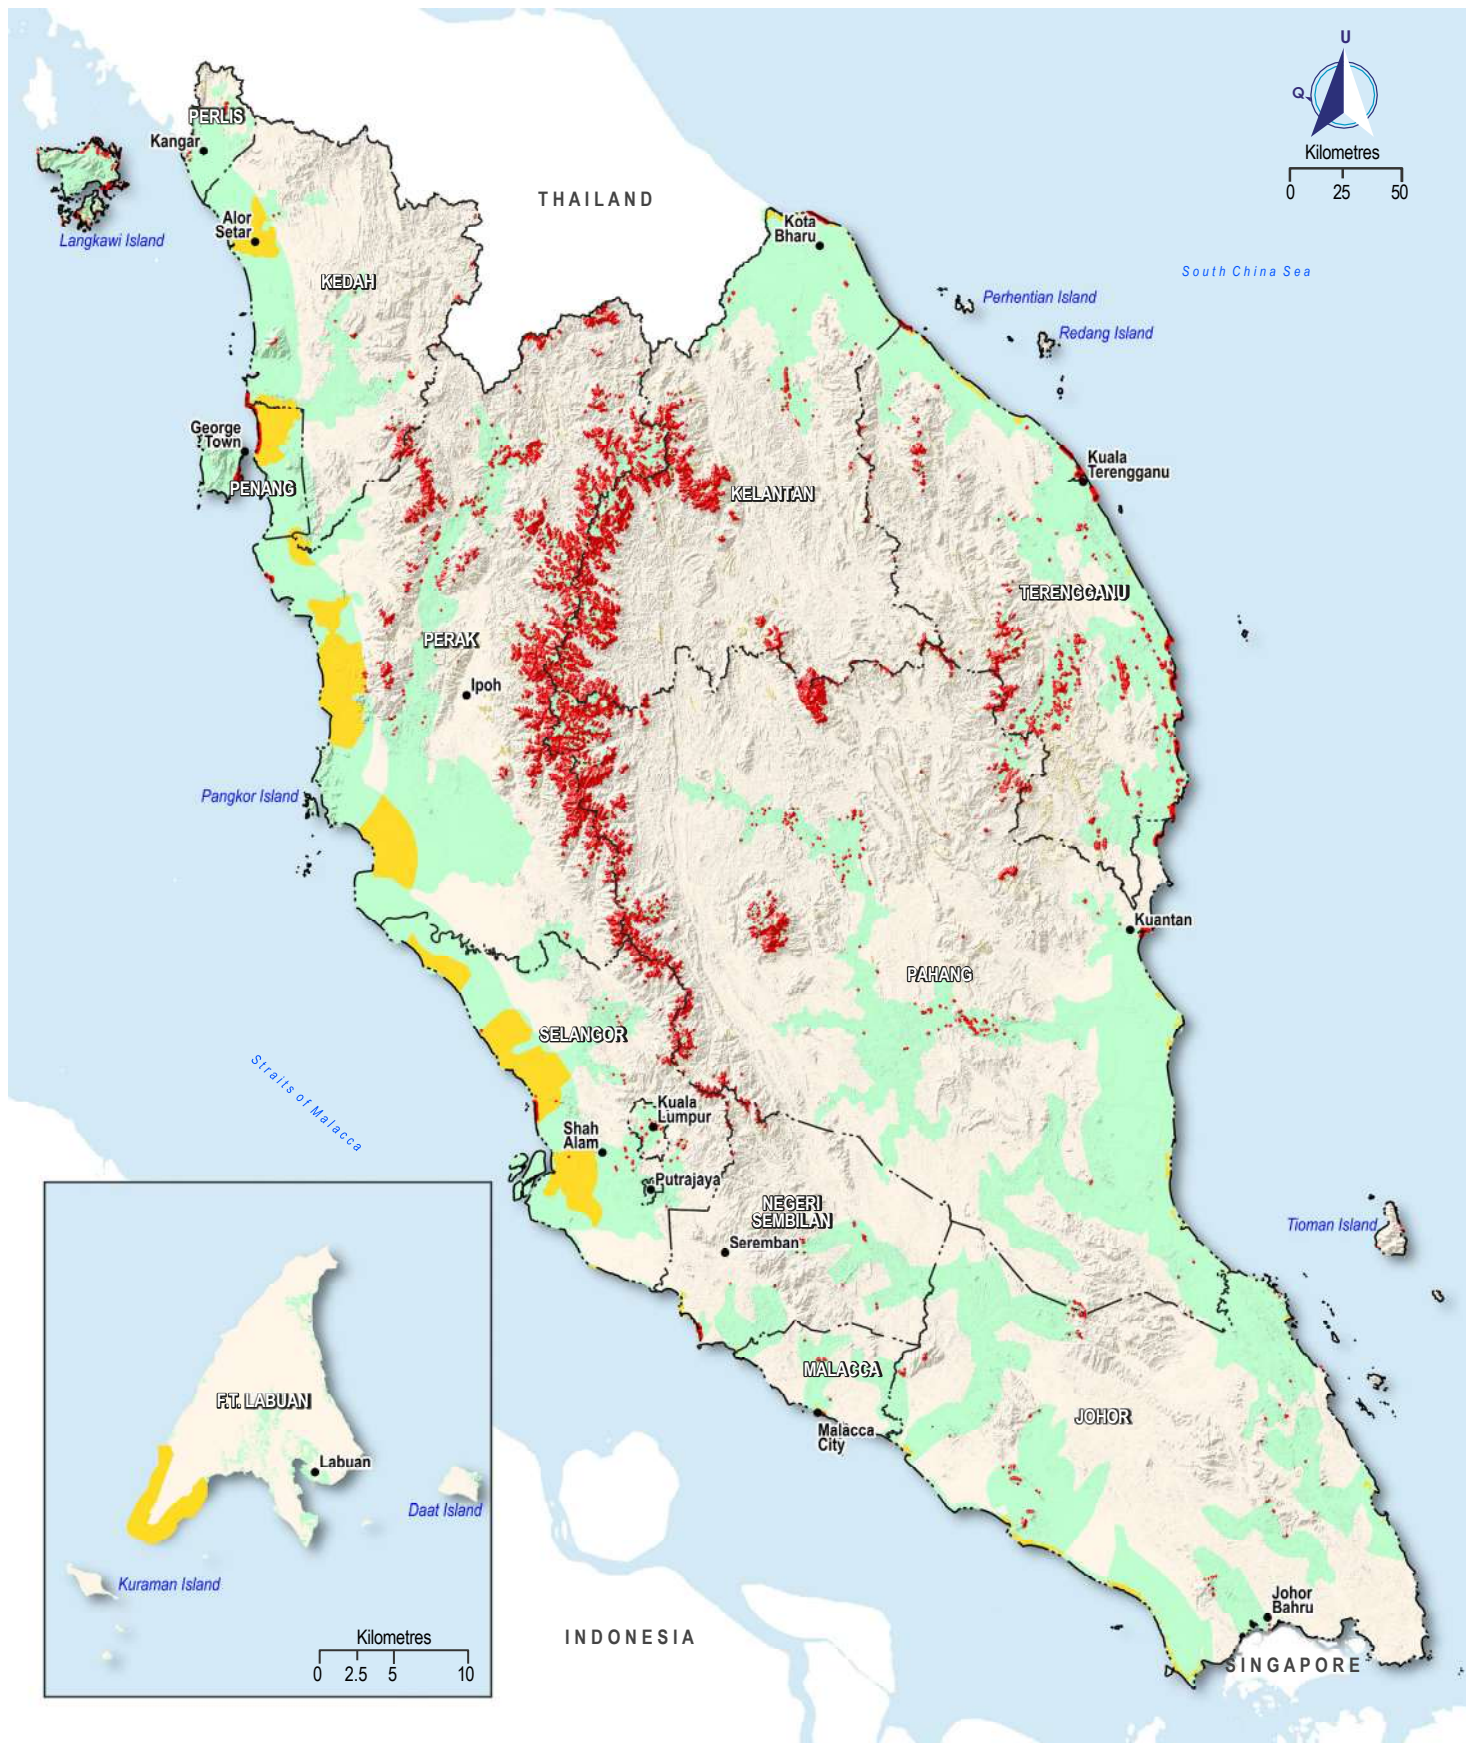 U
Q
Kilometres
0 25 50
PERLIS
Kangar
THAILAND
Alor
Setar
Kota
Bharu
Langkawi Island
South China Sea
KEDAH
Perhentian Island
Redang Island
George
Town
Kuala
Terengganu
PENANG
KELANTAN
TERENGGANU
PERAK
Ipoh
Pangkor Island
Kuantan
PAHANG
SELANGOR
Straits of Malacca
Kuala
Lumpur
Shah
Alam
Putrajaya
NEGERI
SEMBILAN
Tioman Island
Seremban
MALACCA
F.T. LABUAN
JOHOR
Malacca
City
Labuan
Daat Island
Kuraman Island
Johor
Bahru
Kilometres
0 2.5 5 10
INDONESIA
SINGAPORE